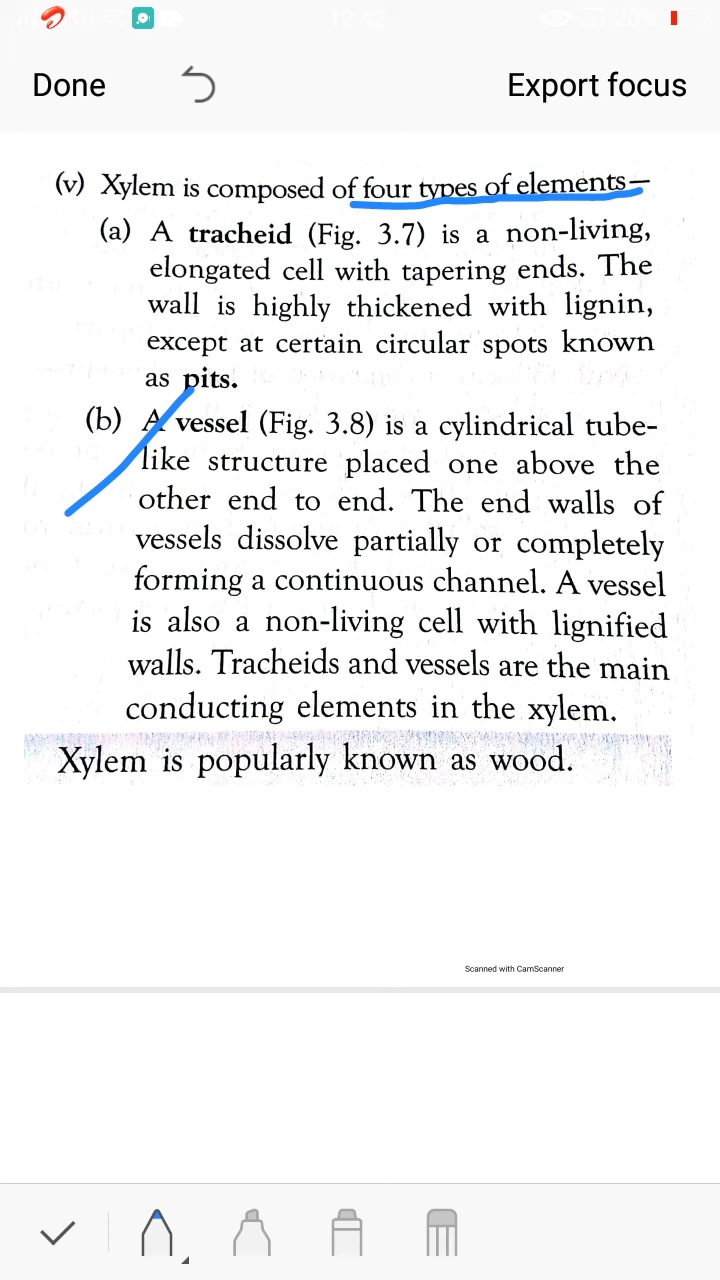 12:42
20%
Done
Export focus
(v) Xylem is composed of four types of elements—
(a) A tracheid (Fig. 3.7) is a non-living,
elongated cell with tapering ends. The
wall is highly thickened with lignin,
except at certain circular spots known
as pits.
(b) A vessel (Fig. 3.8) is a cylindrical tube-
like structure placed one above the
other end to end. The end walls of
vessels dissolve partially or completely
forming a continuous channel. A vessel
is also a non-living cell with lignified
walls. Tracheids and vessels are the main
conducting elements in the xylem.
Xylem is popularly known as wood.
Scanned with CamScanner